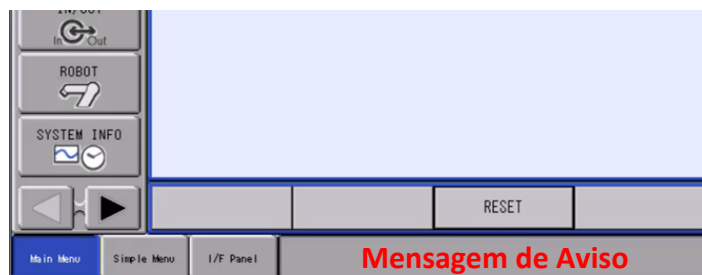 IN/OUT
In Out
ROBOT
SYSTEM INFO
RESET
Main Menu
Simple Menu
I/F Panel
Mensagem de Aviso